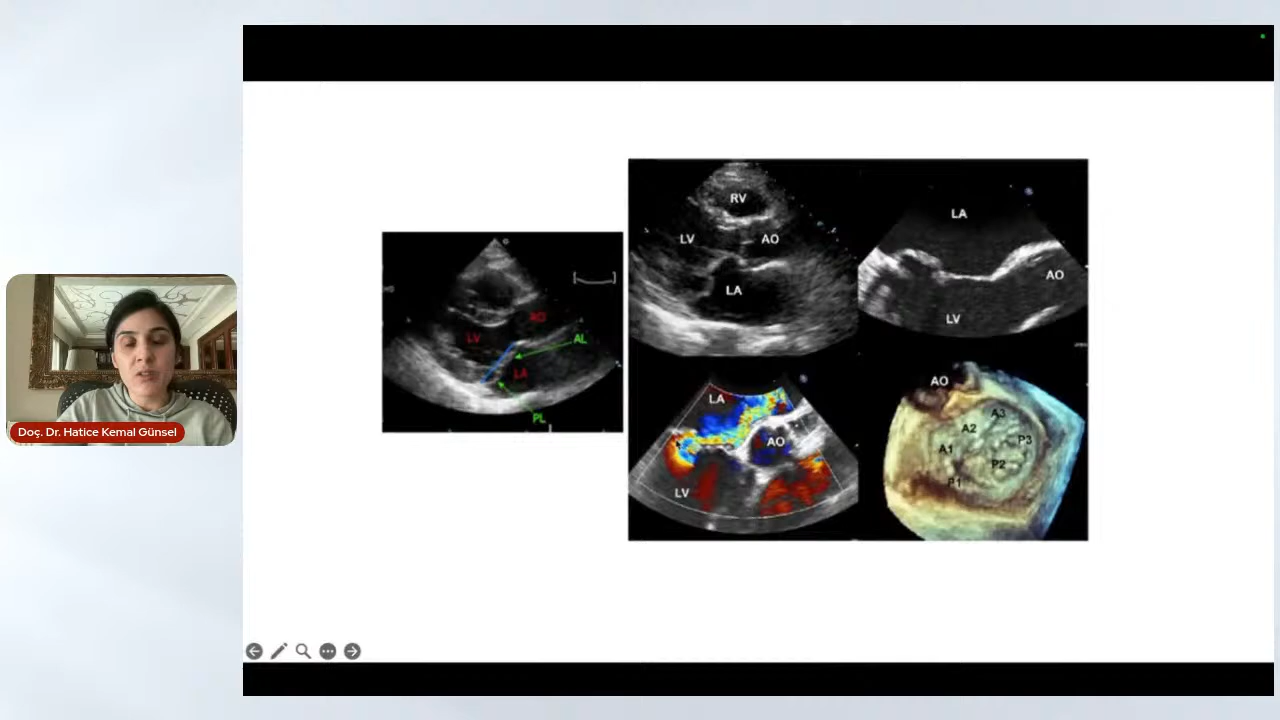 Doç. Dr. Hatice Kemal Günsel
AO
LV
AL
LA
PL
RV
LV
AO
LA
LA
AO
LV
LA
AO
LV
AO
A3
A2
P3
A1
P2
P1